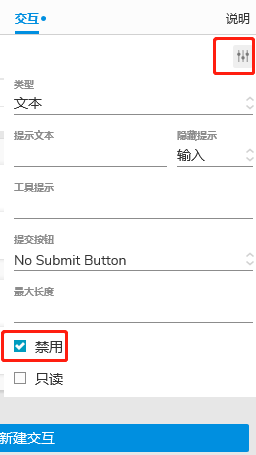 交互 说明
类型
文本
提示文本 隐藏提示
输入
工具提示
提交按钮
No Submit Button
最大长度
禁用
只读
新建交互